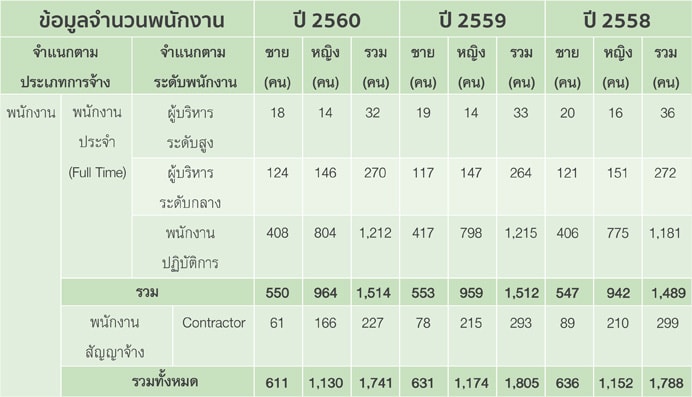 ข้อมูลจำนวนพนักงาน ปี 2560 ปี 2559 ปี 2558
จำแนกตาม จำแนกตาม ชาย หญิง รวม ชาย หญิง รวม ชาย หญิง รวม
ประเภทการจ้าง ระดับพนักงาน (คน) (คน) (คน) (คน) (คน) (คน) (คน) (คน) (คน)
พนักงาน พนักงาน ผู้บริหาร 18 14 32 19 14 33 20 16 36
ประจำ ระดับสูง
(Full Time) ผู้บริหาร 124 146 270 117 147 264 121 151 272
ระดับกลาง
พนักงาน 408 804 1,212 417 798 1,215 406 775 1,181
ปฏิบัติการ
รวม 550 964 1,514 553 959 1,512 547 942 1,489
พนักงาน Contractor 61 166 227 78 215 293 89 210 299
สัญญาจ้าง
รวมทั้งหมด 611 1,130 1,741 631 1,174 1,805 636 1,152 1,788